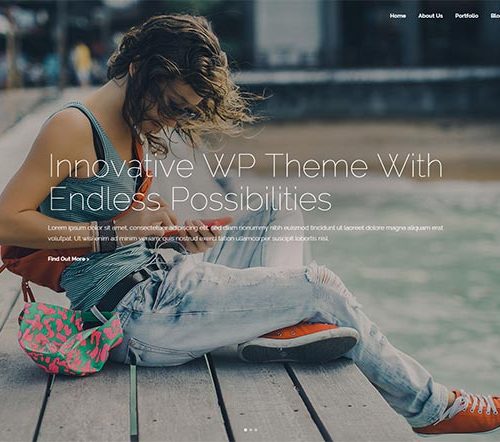 Home About Us Portfolio Blo
Innovative WP Theme With
Endless Possibilities
Lorem ipsum dolor sit amet, consectetuer adipiscing elit, sed diam nonummy nibh euismod tincidunt ut laoreet dolore magna aliquam erat
volutpat. Ut wisi enim ad minim veniam, quis nostrud exerci tation ullamcorper suscipit lobortis nisl.
Find Out More >